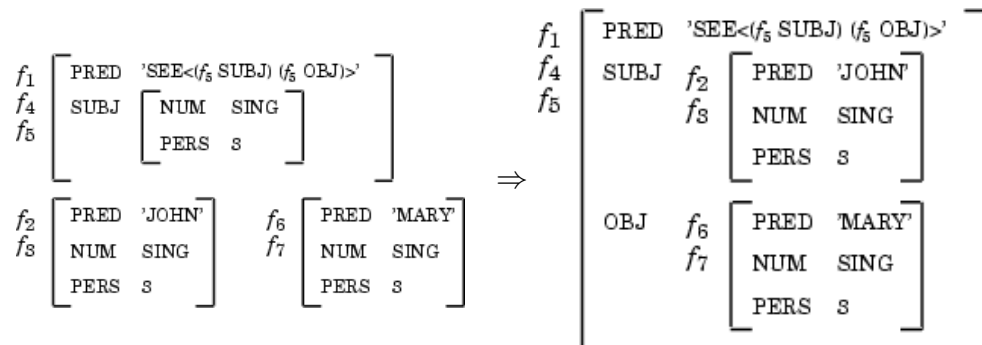 f1 PRED 'SEE<(f5 SUBJ) (f5 OBJ)>'
f4 SUBJ NUM SING
f5 PERS 3
f2 PRED 'JOHN'
f3 NUM SING
PERS 3
f6 PRED 'MARY'
f7 NUM SING
PERS 3
⇒
f1 PRED 'SEE<(f5 SUBJ) (f5 OBJ)>'
f4 SUBJ f2 PRED 'JOHN'
f5 f3 NUM SING
PERS 3
OBJ f6 PRED 'MARY'
f7 NUM SING
PERS 3